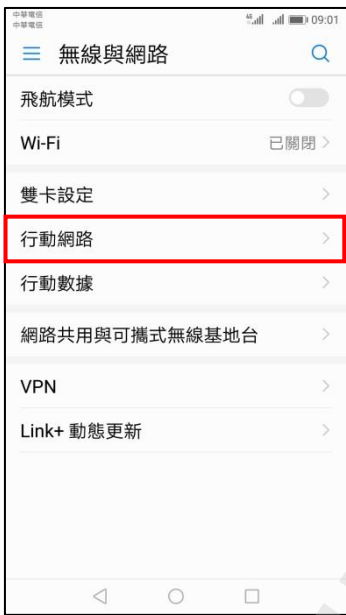 中華電信
中華電信
4G 09:01
無線與網路
飛航模式
Wi-Fi 已關閉
雙卡設定
行動網路
行動數據
網路共用與可攜式無線基地台
VPN
Link+ 動態更新